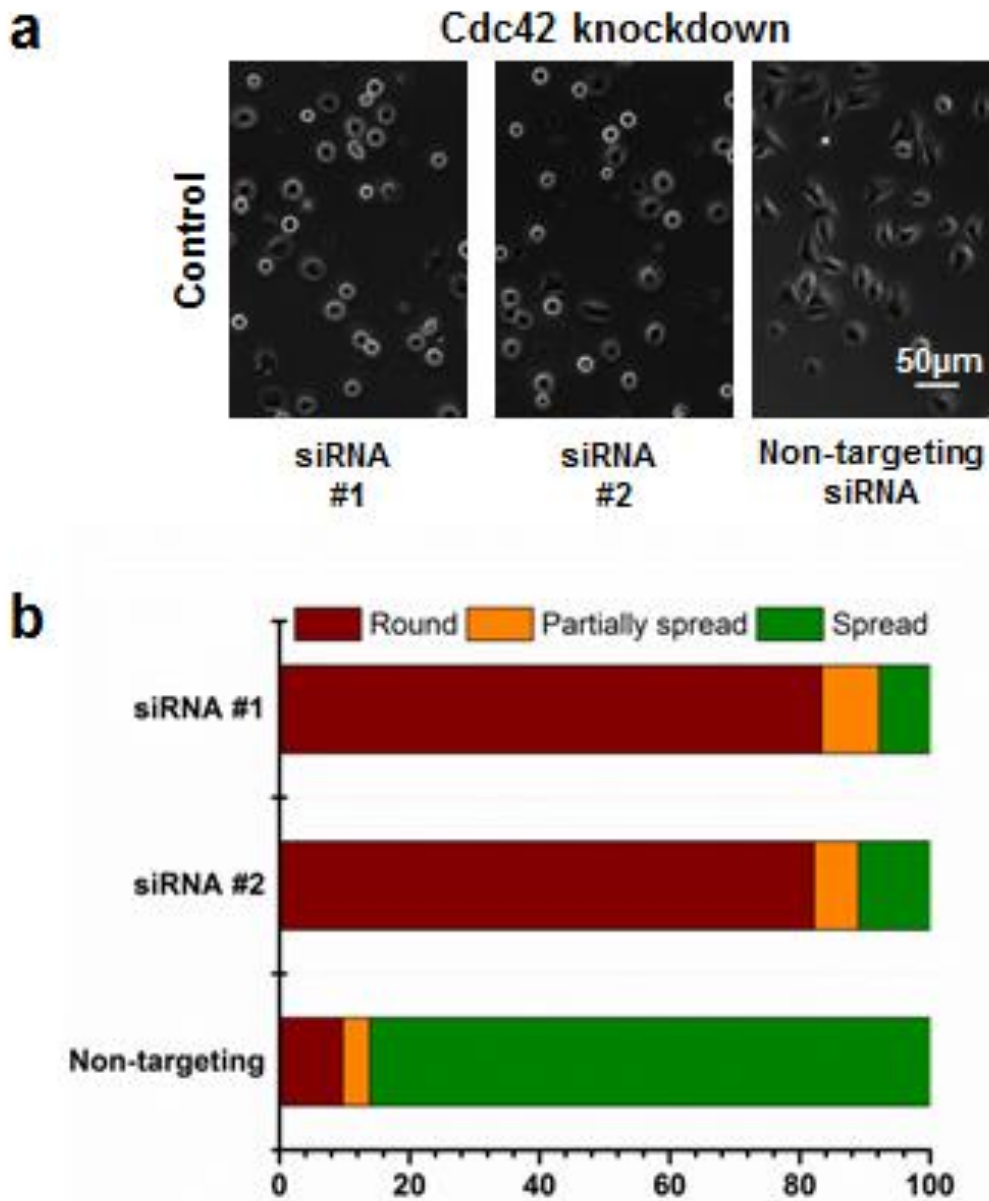 a
Cdc42 knockdown
Control
50µm
siRNA
#1
siRNA
#2
Non-targeting
siRNA
b
Round
Partially spread
Spread
siRNA #1
siRNA #2
Non-targeting
0 20 40 60 80 100